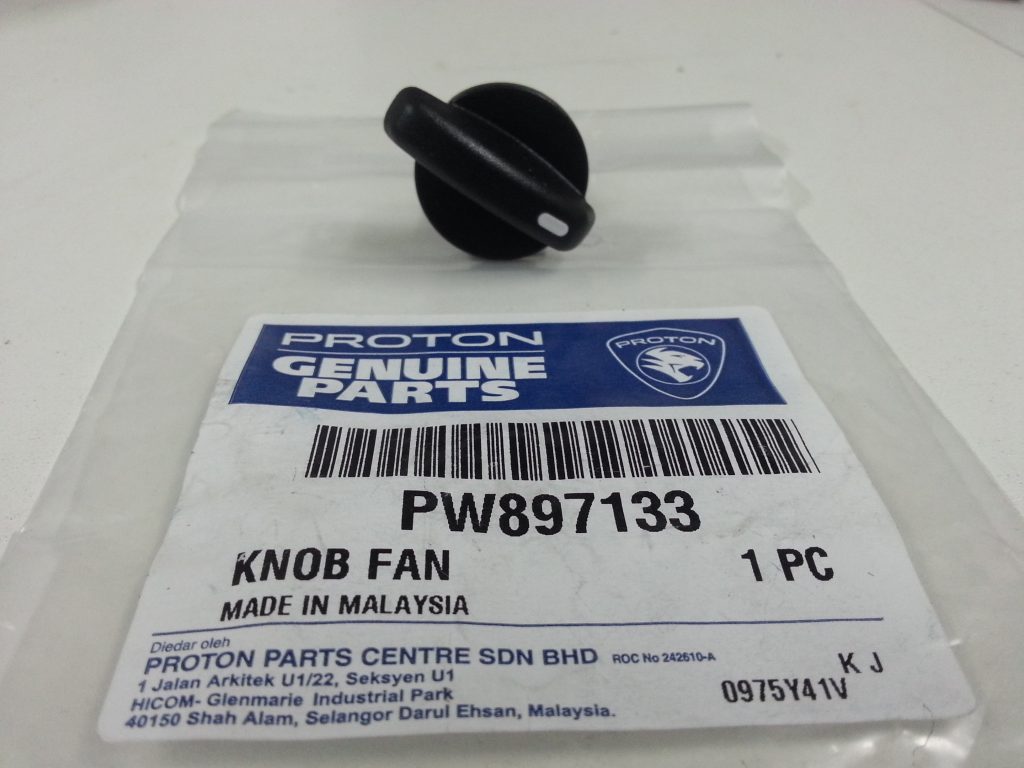 PROTON
GENUINE
PARTS
PROTON
PW897133
KNOB FAN 1 PC
MADE IN MALAYSIA
Diedar oleh
PROTON PARTS CENTRE SDN BHD ROC No 242610-A
1 Jalan Arkitek U1/22, Seksyen U1
HICOM- Glenmarie Industrial Park
40150 Shah Alam, Selangor Darul Ehsan, Malaysia.
K J
0975Y41V